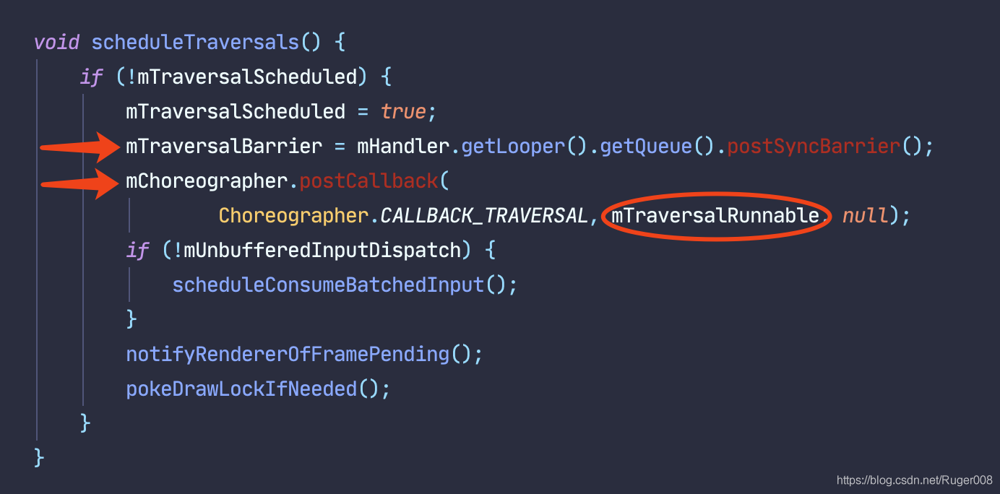 void scheduleTraversals() {
if (!mTraversalScheduled) {
mTraversalScheduled = true;
mTraversalBarrier = mHandler.getLooper().getQueue().postSyncBarrier();
mChoreographer.postCallback(
Choreographer.CALLBACK_TRAVERSAL, mTraversalRunnable, null);
if (!mUnbufferedInputDispatch) {
scheduleConsumeBatchedInput();
}
notifyRendererOfFramePending();
pokeDrawLockIfNeeded();
}
}
https://blog.csdn.net/Ruger008